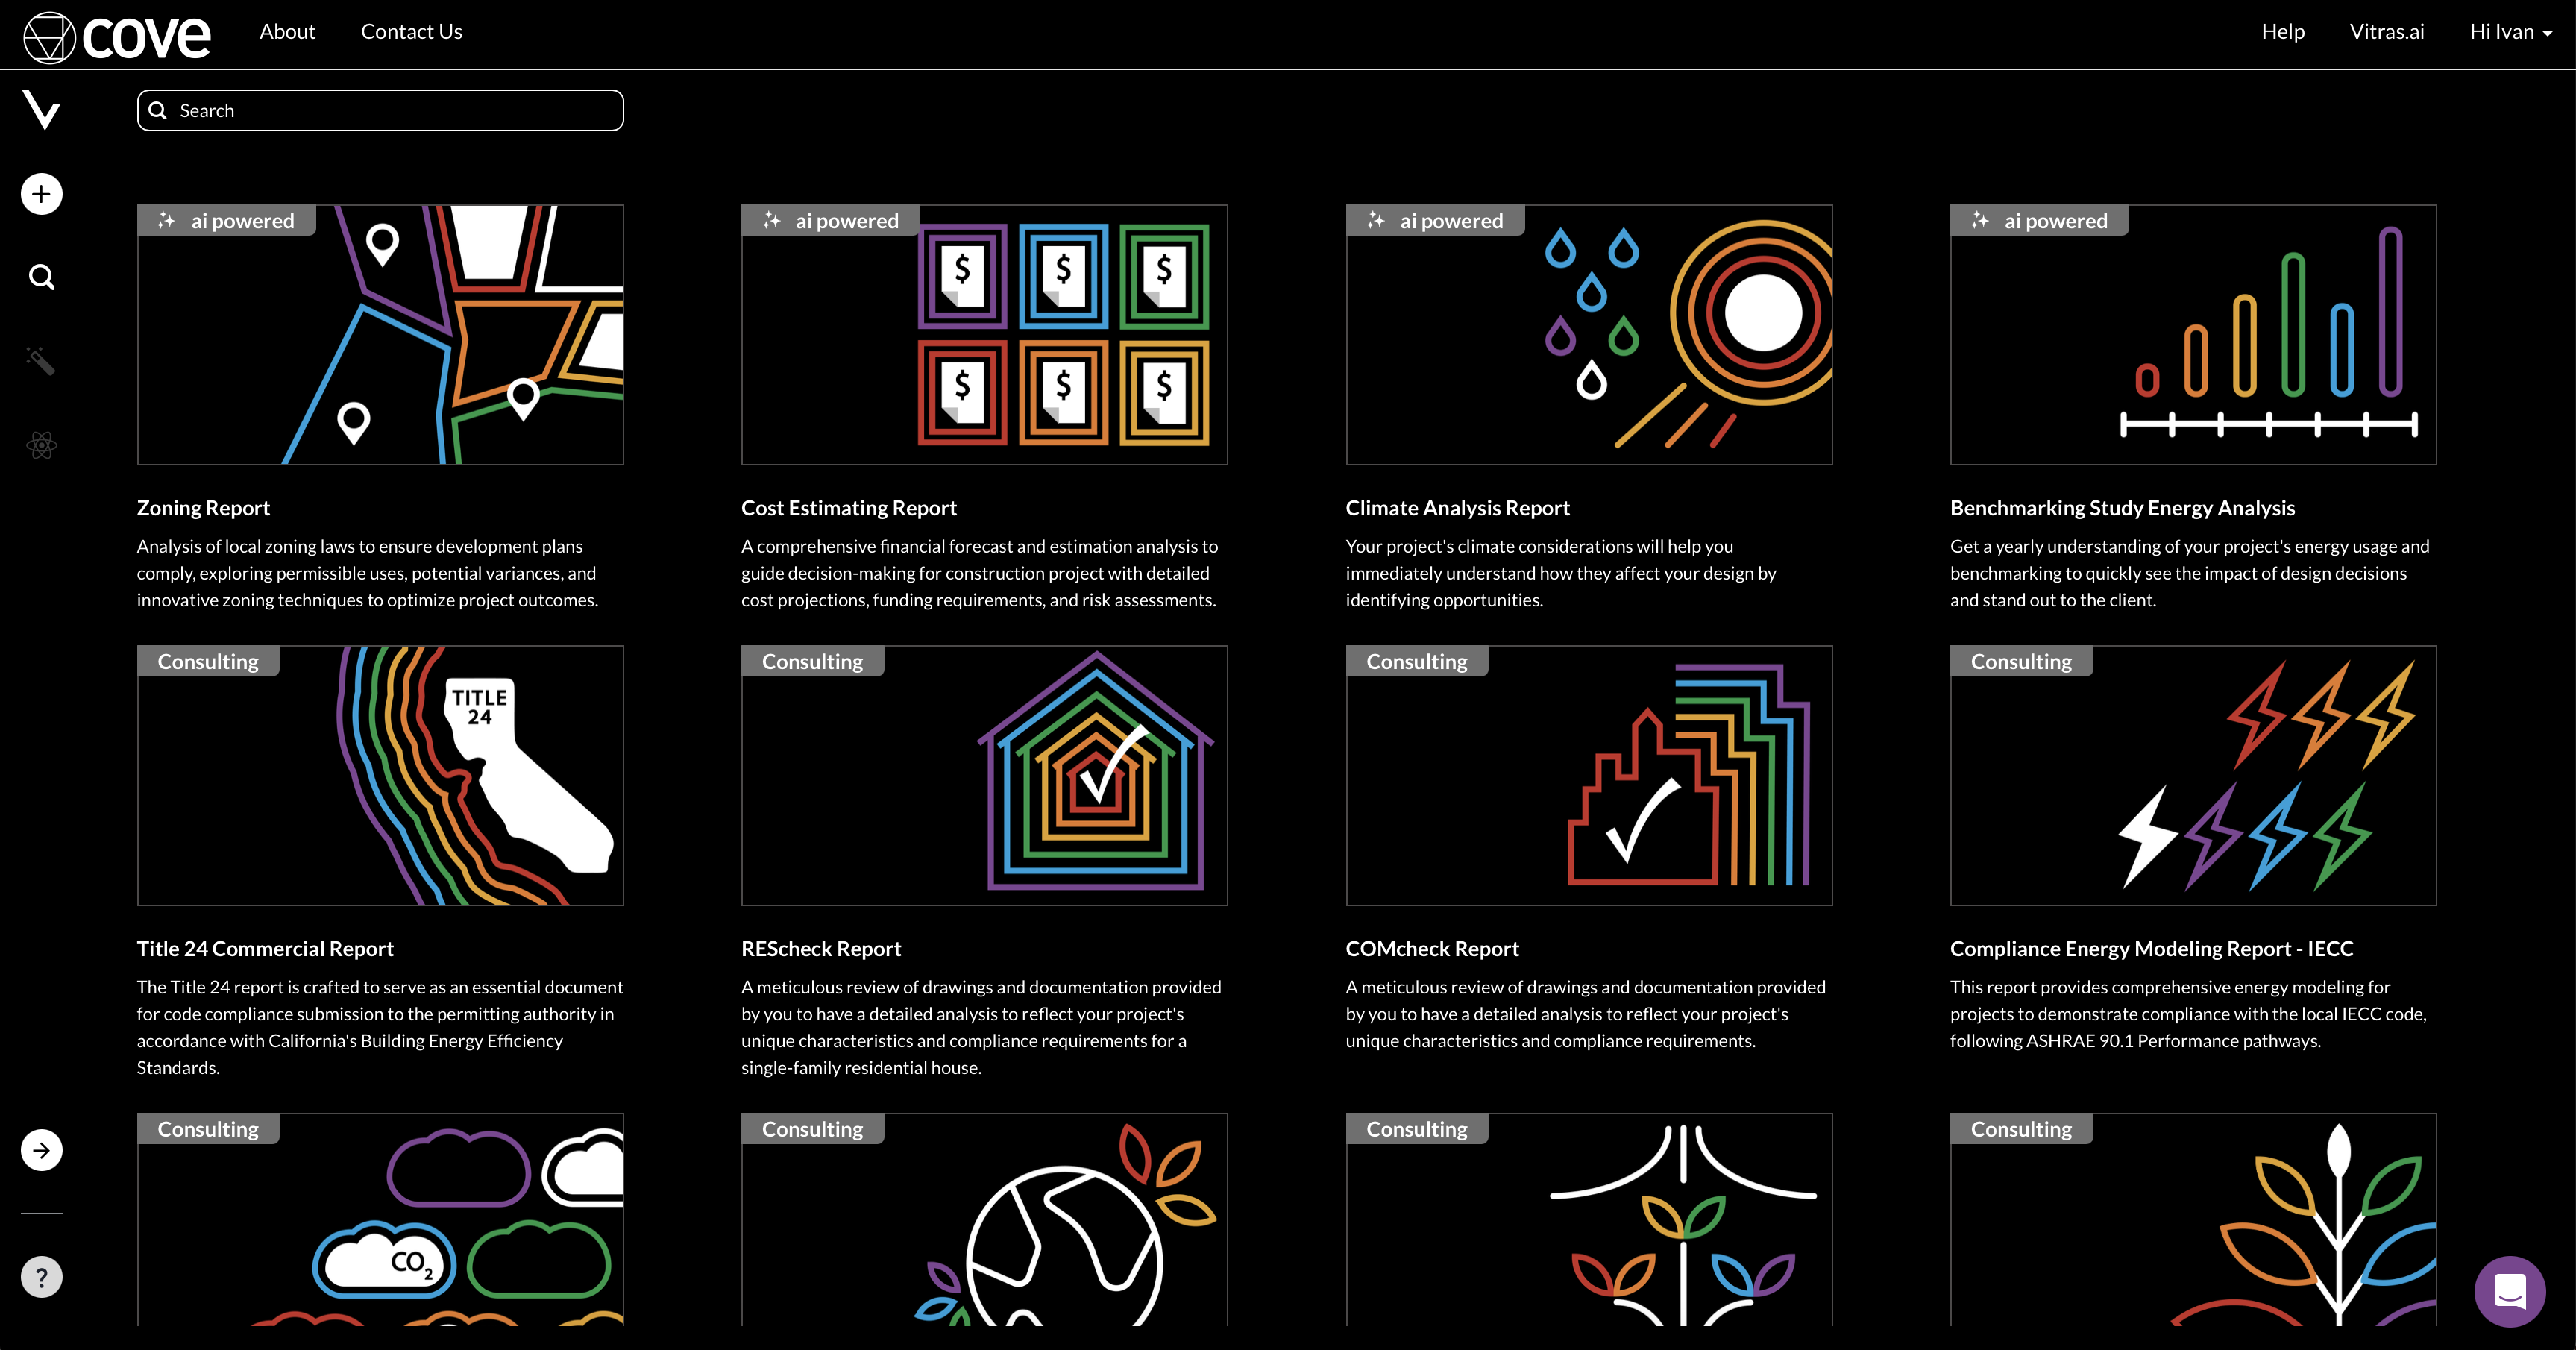 cove About Contact Us Help Vitras.ai Hi Ivan
Search
ai powered
ai powered
ai powered
ai powered
$ $ $
$ $ $
Zoning Report
Analysis of local zoning laws to ensure development plans
comply, exploring permissible uses, potential variances, and
innovative zoning techniques to optimize project outcomes.
Cost Estimating Report
A comprehensive financial forecast and estimation analysis to
guide decision-making for construction project with detailed
cost projections, funding requirements, and risk assessments.
Climate Analysis Report
Your project's climate considerations will help you
immediately understand how they affect your design by
identifying opportunities.
Benchmarking Study Energy Analysis
Get a yearly understanding of your project's energy usage and
benchmarking to quickly see the impact of design decisions
and stand out to the client.
Consulting
TITLE
24
Consulting
Consulting
Consulting
Title 24 Commercial Report
The Title 24 report is crafted to serve as an essential document
for code compliance submission to the permitting authority in
accordance with California's Building Energy Efficiency
Standards.
REScheck Report
A meticulous review of drawings and documentation provided
by you to have a detailed analysis to reflect your project's
unique characteristics and compliance requirements for a
single-family residential house.
COMcheck Report
A meticulous review of drawings and documentation provided
by you to have a detailed analysis to reflect your project's
unique characteristics and compliance requirements.
Compliance Energy Modeling Report - IECC
This report provides comprehensive energy modeling for
projects to demonstrate compliance with the local IECC code,
following ASHRAE 90.1 Performance pathways.
Consulting
CO2
Consulting
Consulting
Consulting
?